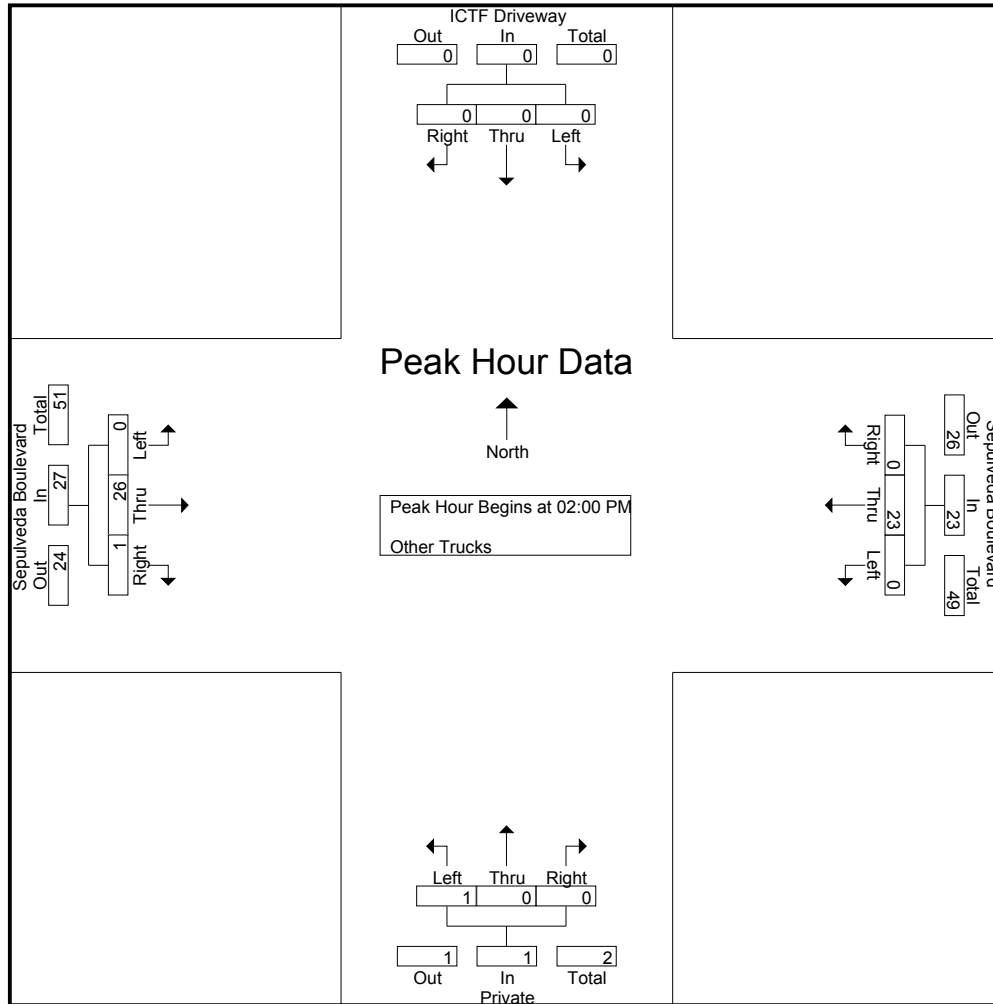 ICTF Driveway
Out In Total
0 0 0
0 0 0
Right Thru Left
Peak Hour Data
North
Peak Hour Begins at 02:00 PM
Other Trucks
Sepulveda Boulevard
Total In Out
51 27 24
0 26 1
Left Thru Right
Sepulveda Boulevard
Out In Total
26 23 49
0 23 0
Right Thru Left
Left Thru Right
1 0 0
1 1 2
Out In Total
Private